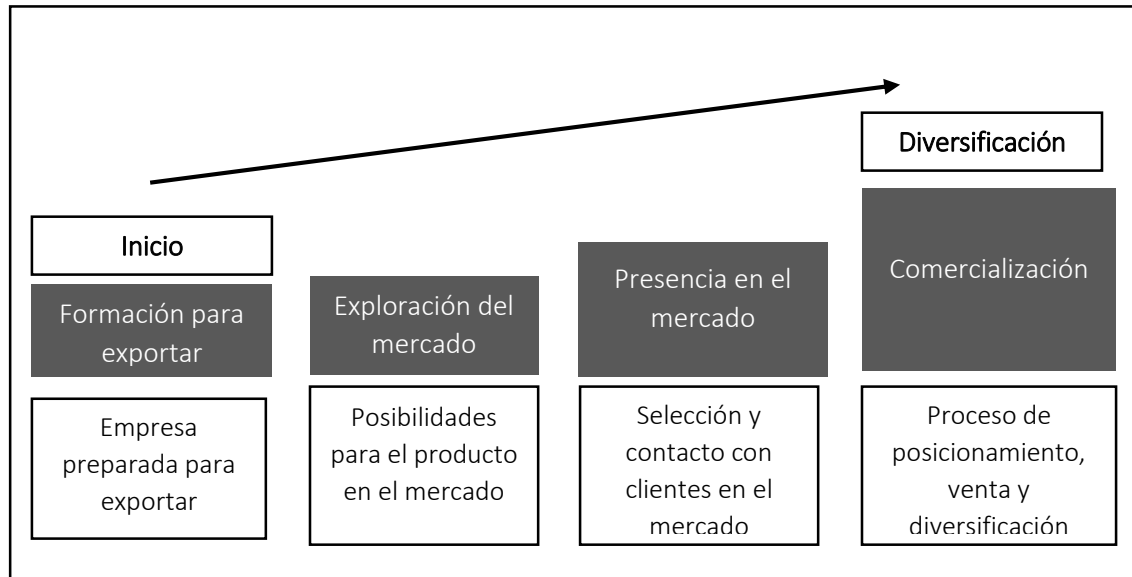 Diversificación
Inicio
Formación para
exportar
Exploración del
mercado
Presencia en el
mercado
Comercialización
Empresa
preparada para
exportar
Posibilidades
para el producto
en el mercado
Selección y
contacto con
clientes en el
mercado
Proceso de
posicionamiento,
venta y
diversificación